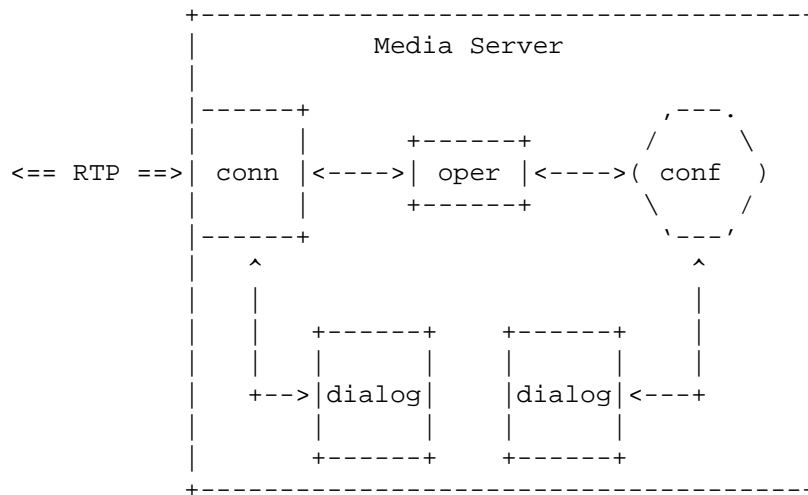 Media Server
<== RTP ==> conn <----> oper <----> conf
dialog dialog